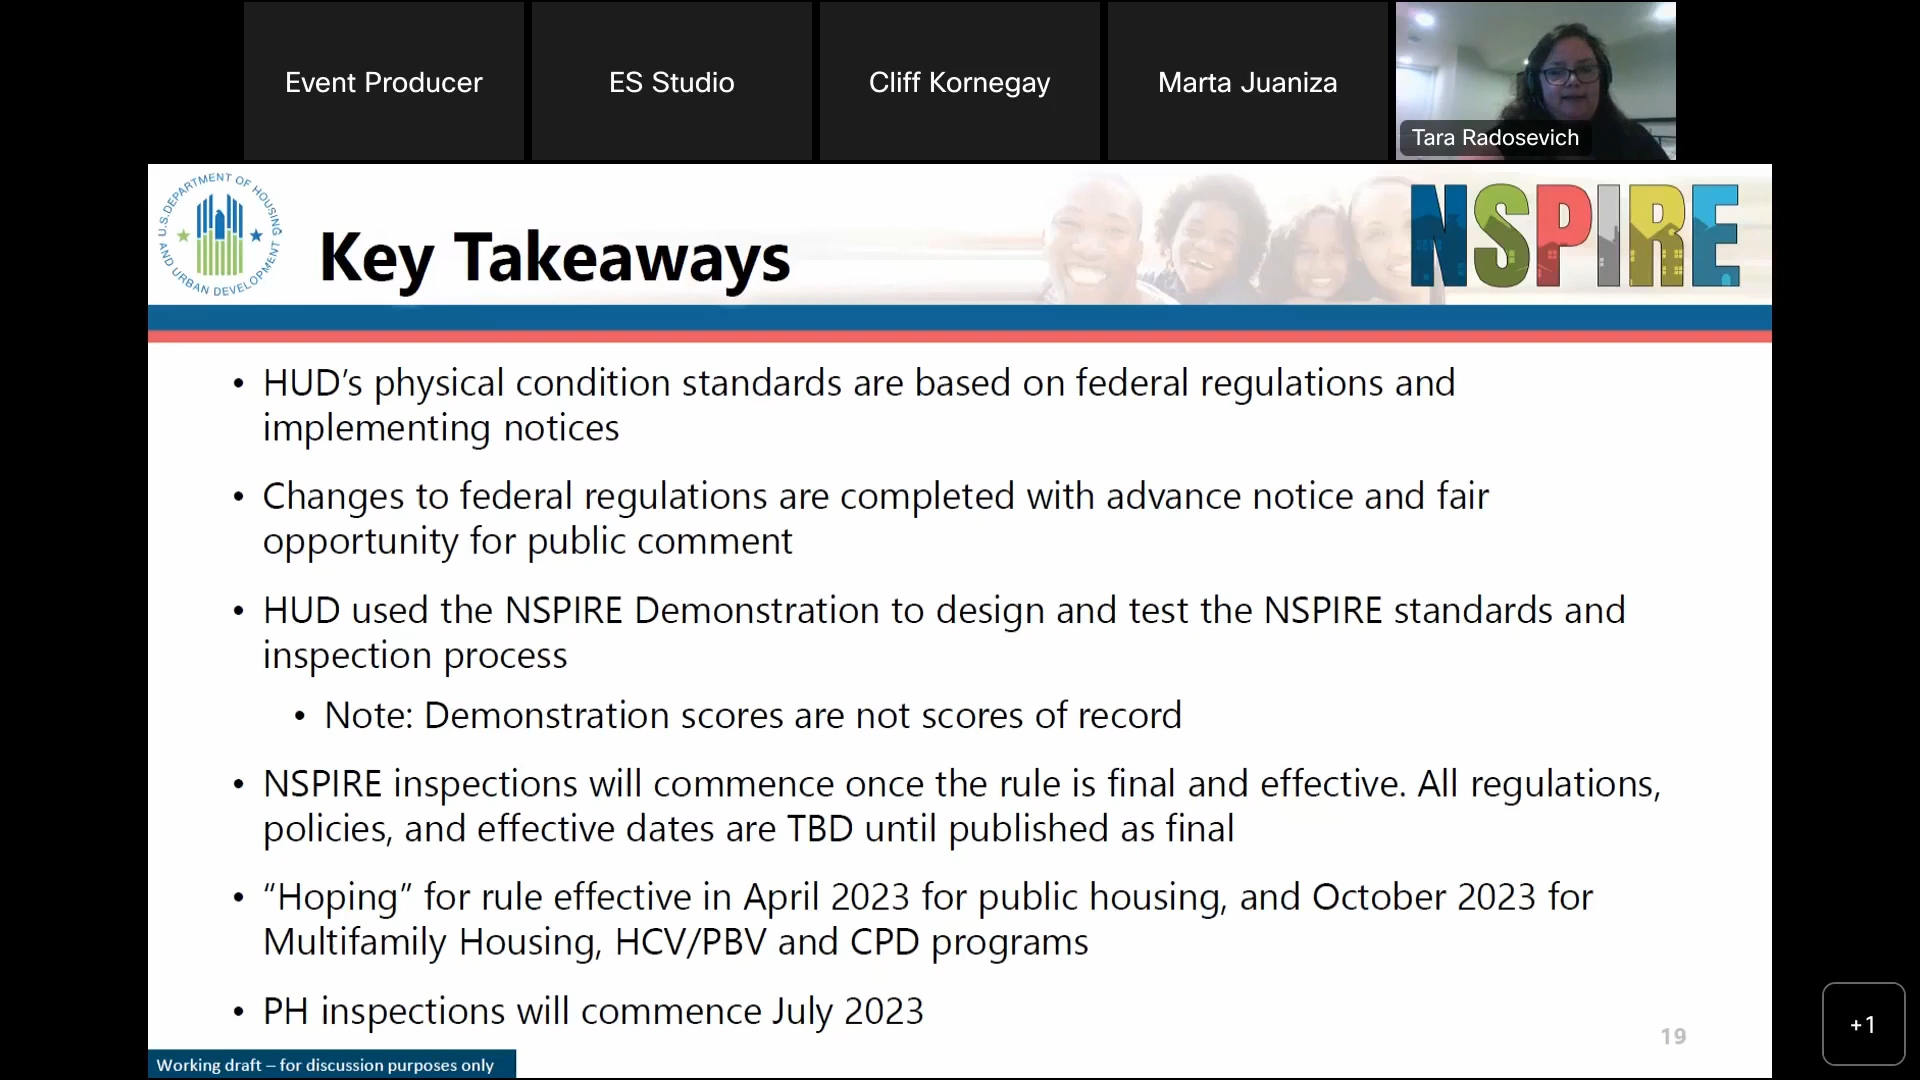 Event Producer
ES Studio
Cliff Kornegay
Marta Juaniza
Tara Radosevich
U.S. DEPARTMENT OF HOUSING
AND URBAN DEVELOPMENT
Key Takeaways
NSPIRE
• HUD’s physical condition standards are based on federal regulations and
implementing notices
• Changes to federal regulations are completed with advance notice and fair
opportunity for public comment
• HUD used the NSPIRE Demonstration to design and test the NSPIRE standards and
inspection process
• Note: Demonstration scores are not scores of record
• NSPIRE inspections will commence once the rule is final and effective. All regulations,
policies, and effective dates are TBD until published as final
• “Hoping” for rule effective in April 2023 for public housing, and October 2023 for
Multifamily Housing, HCV/PBV and CPD programs
• PH inspections will commence July 2023
19
+1
Working draft – for discussion purposes only